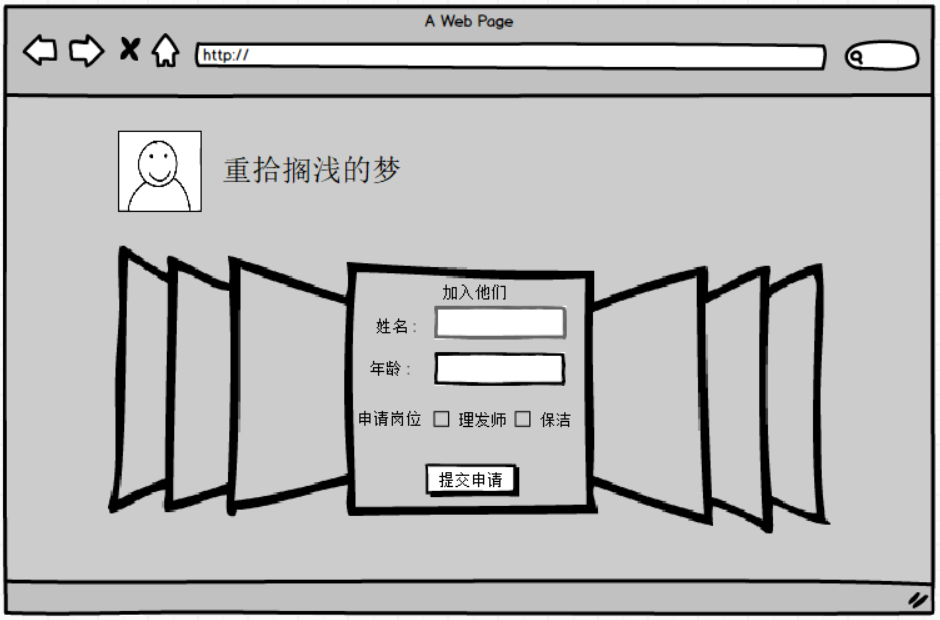 A Web Page
http://
重拾搁浅的梦
加入他们
姓名：
年龄：
申请岗位 理发师 保洁
提交申请